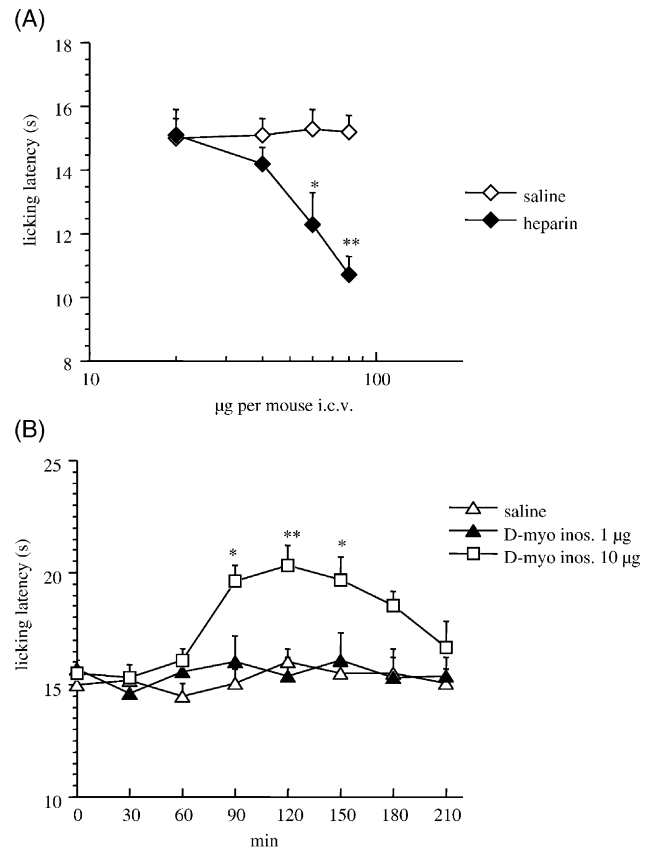 (A)
18
16
14
12
10
8
licking latency (s)
*
**
saline
heparin
10
100
µg per mouse i.c.v.
(B)
25
20
15
10
licking latency (s)
*
**
*
saline
D-myo inos. 1 µg
D-myo inos. 10 µg
0 30 60 90 120 150 180 210
min